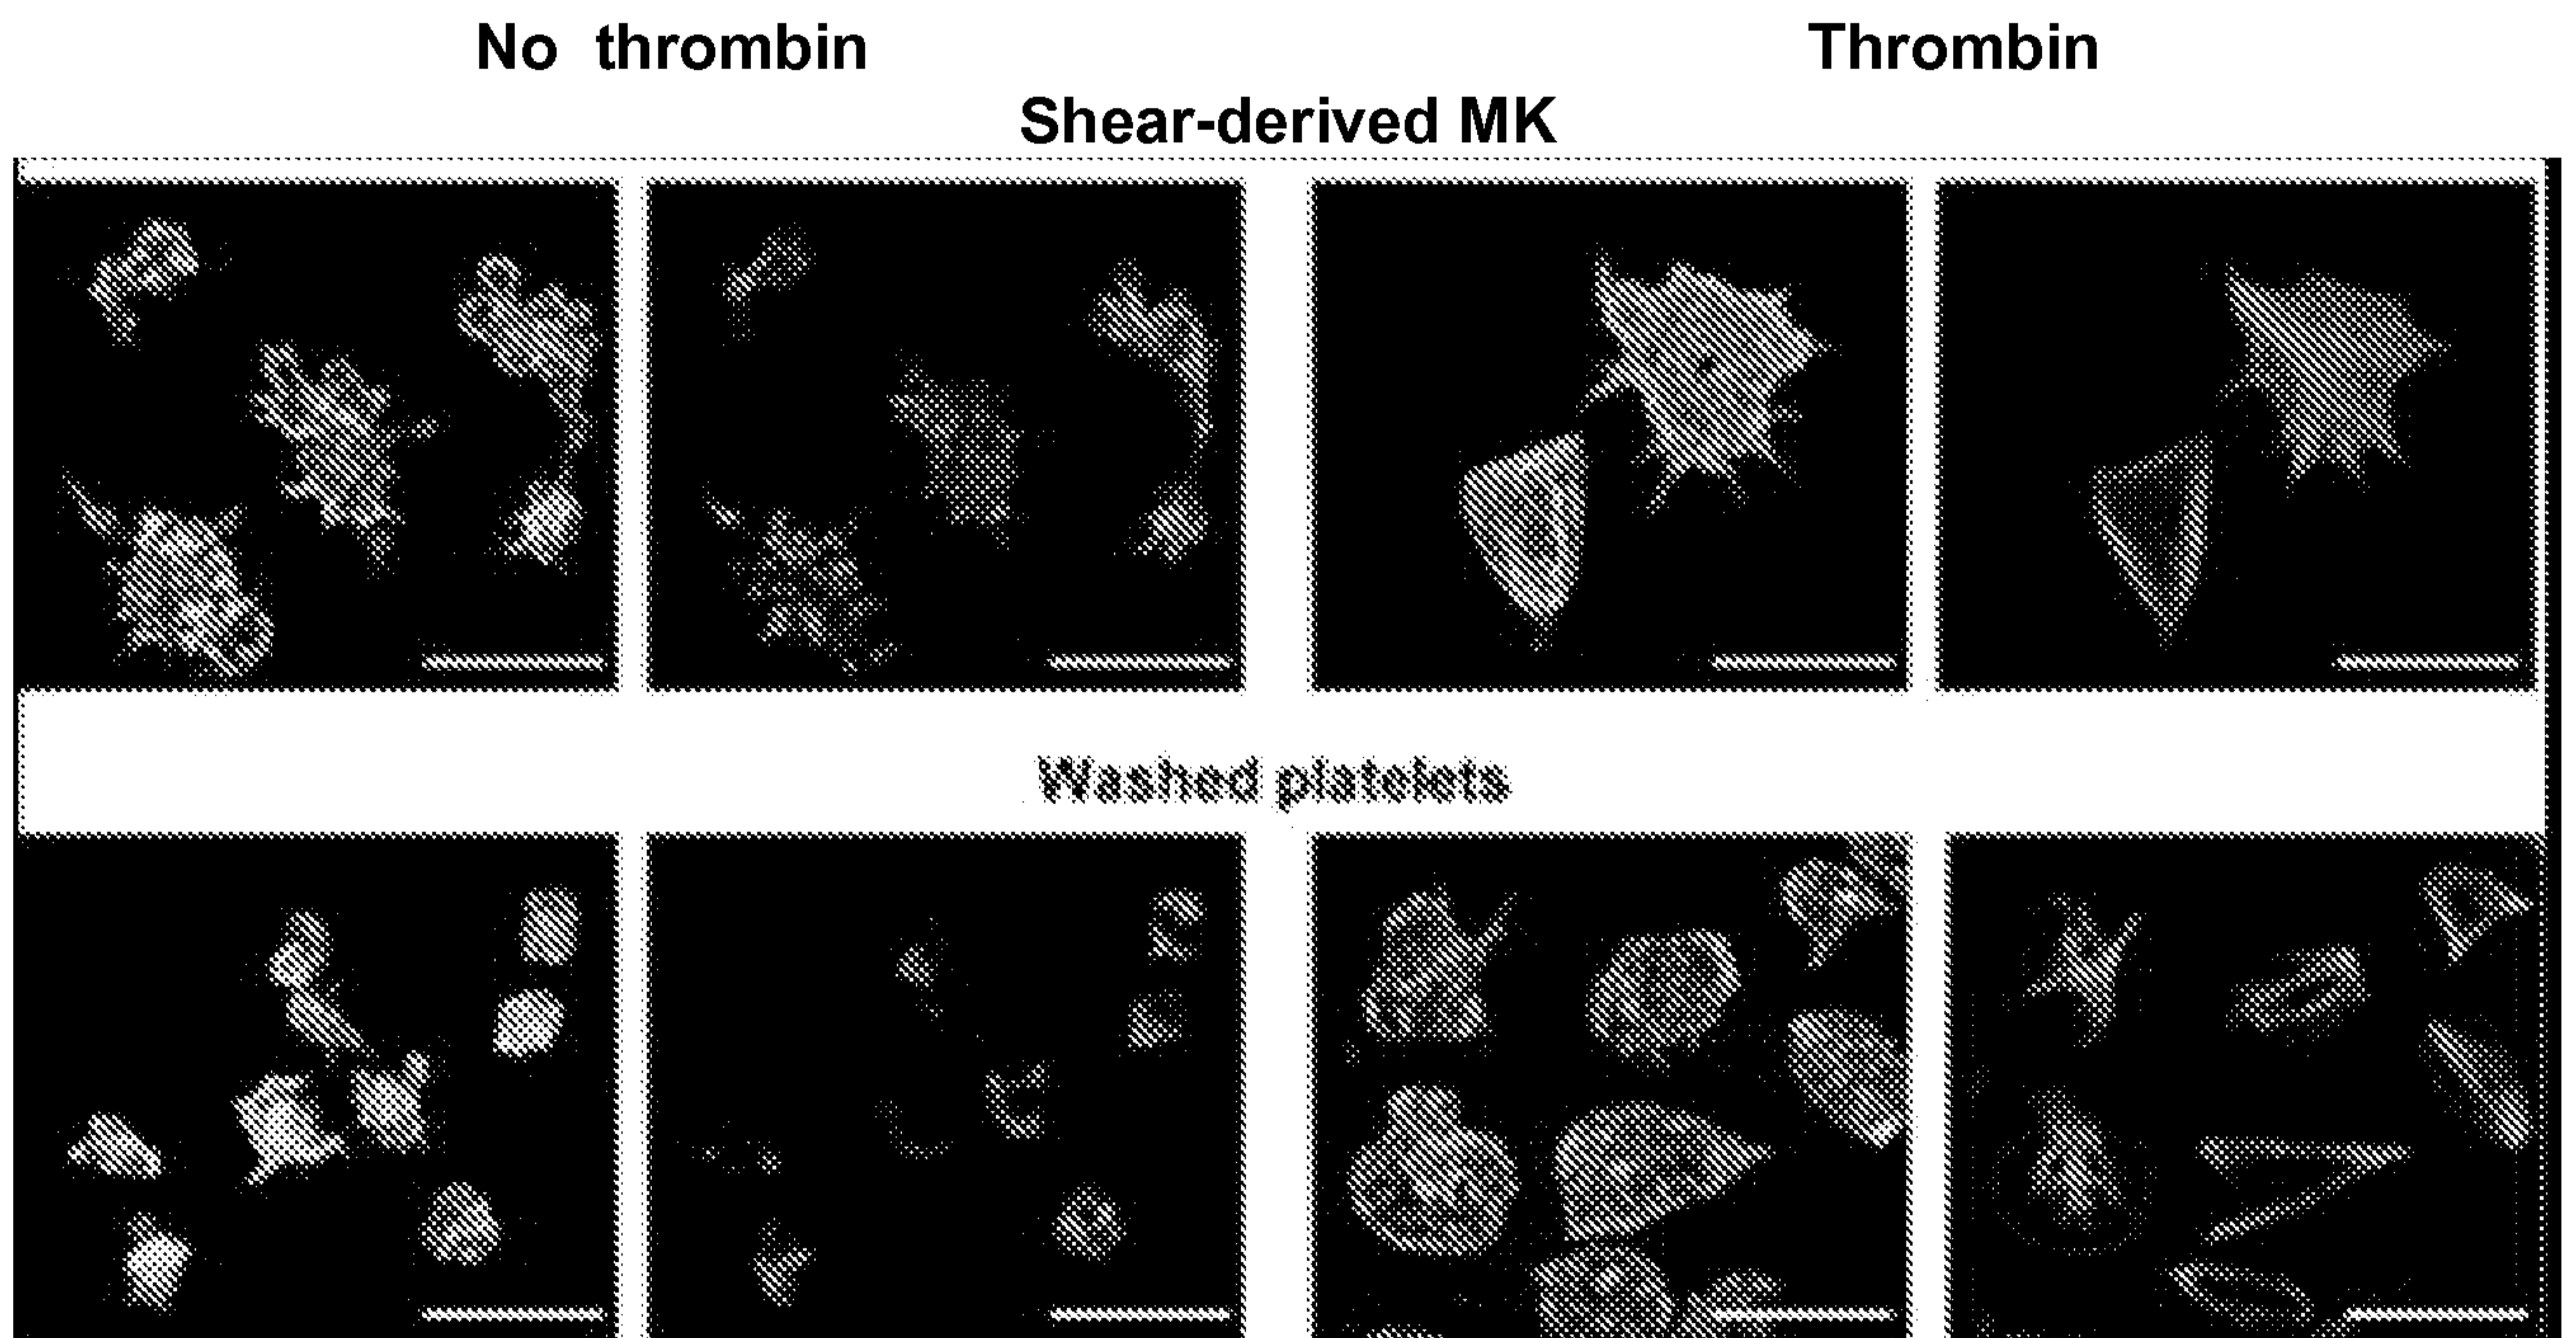 No thrombin
Thrombin
Shear-derived MK
Washed platelets